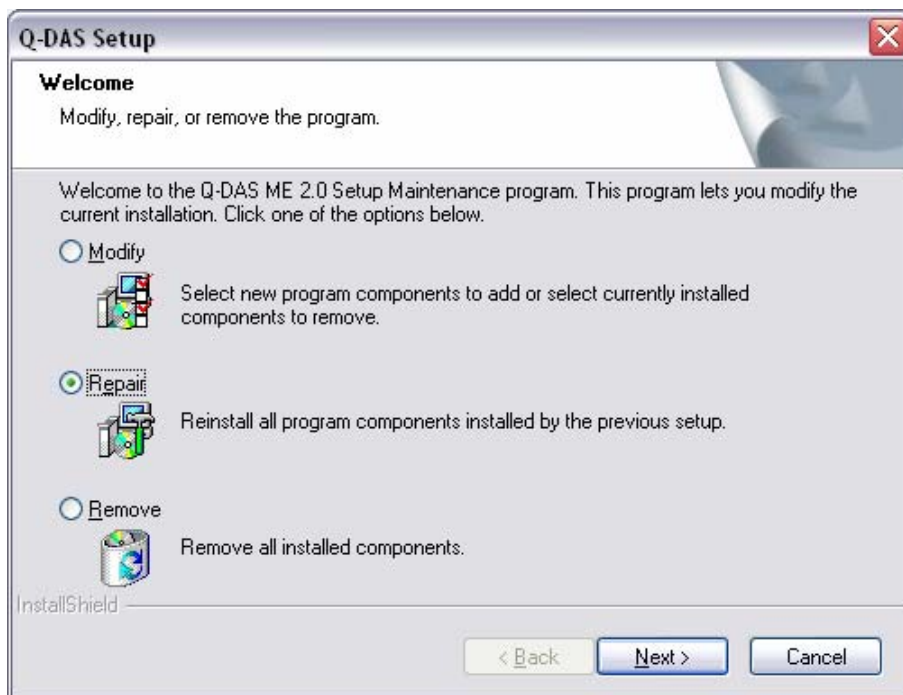 Q-DAS Setup
Welcome
Modify, repair, or remove the program.
Welcome to the Q-DAS ME 2.0 Setup Maintenance program. This program lets you modify the
current installation. Click one of the options below.
Modify
Select new program components to add or select currently installed
components to remove.
Repair
Reinstall all program components installed by the previous setup.
Remove
Remove all installed components.
InstallShield
< Back
Next >
Cancel